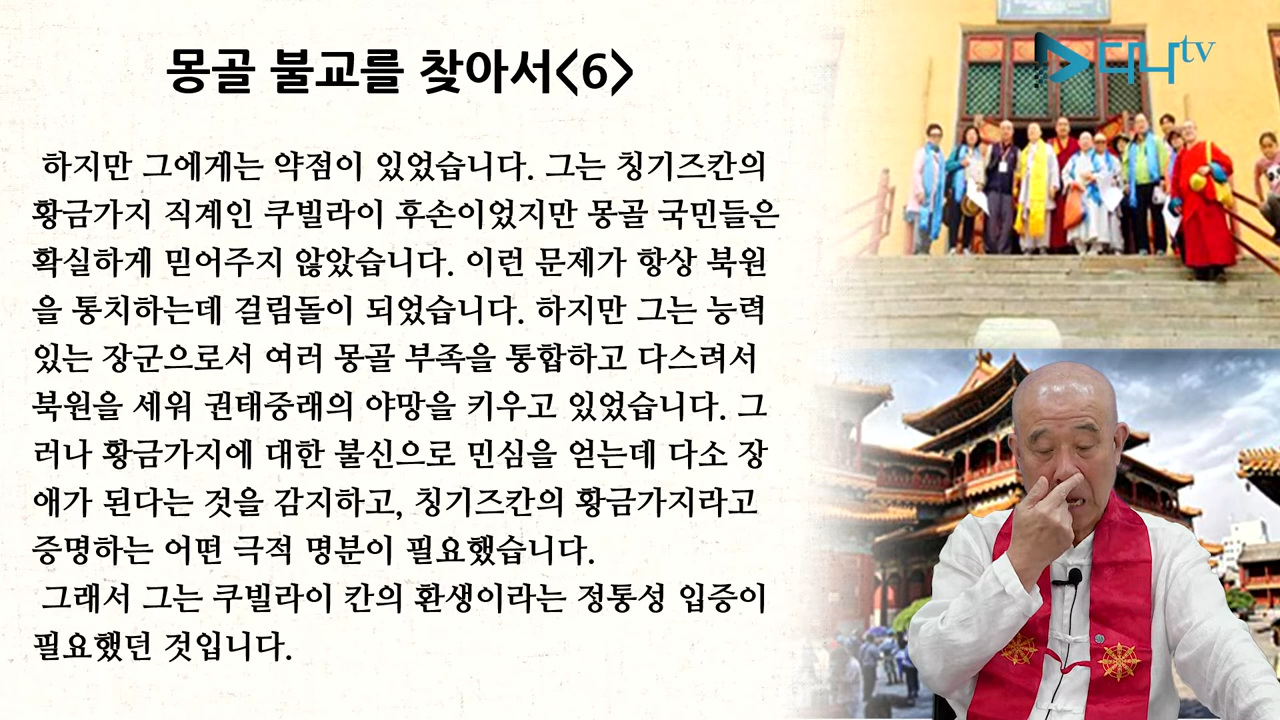 몽골 불교를 찾아서<6>
다나tv
하지만 그에게는 약점이 있었습니다. 그는 칭기즈칸의
황금가지 직계인 쿠빌라이 후손이었지만 몽골 국민들은
확실하게 믿어주지 않았습니다. 이런 문제가 항상 북원
을 통치하는데 걸림돌이 되었습니다. 하지만 그는 능력
있는 장군으로서 여러 몽골 부족을 통합하고 다스려서
북원을 세워 권태중래의 야망을 키우고 있었습니다. 그
러나 황금가지에 대한 불신으로 민심을 얻는데 다소 장
애가 된다는 것을 감지하고, 칭기즈칸의 황금가지라고
증명하는 어떤 극적 명분이 필요했습니다.
그래서 그는 쿠빌라이 칸의 환생이라는 정통성 입증이
필요했던 것입니다.